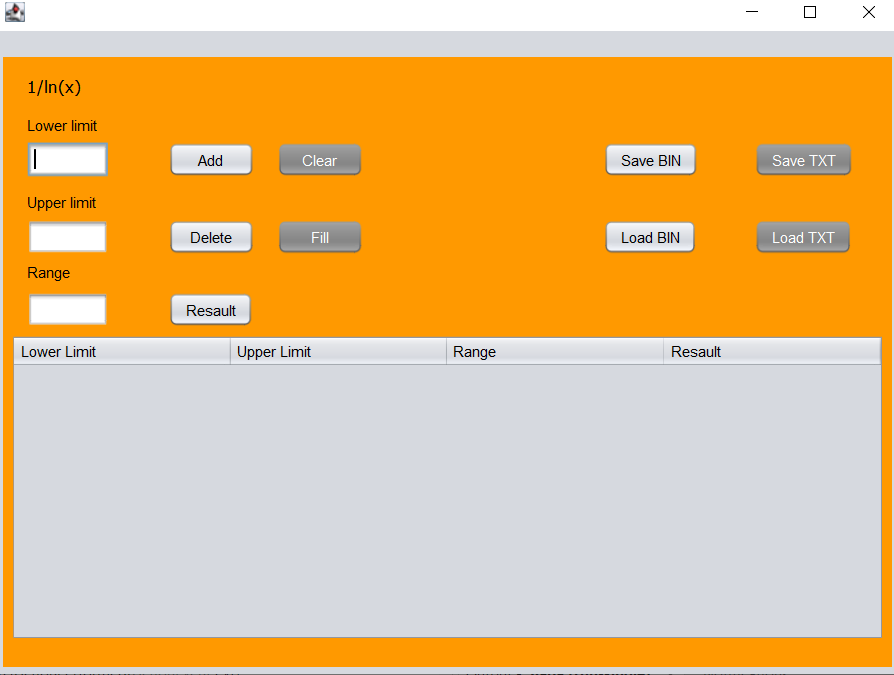 1/ln(x)
Lower limit
Add Clear Save BIN Save TXT
Upper limit
Delete Fill Load BIN Load TXT
Range
Resault
Lower Limit Upper Limit Range Resault